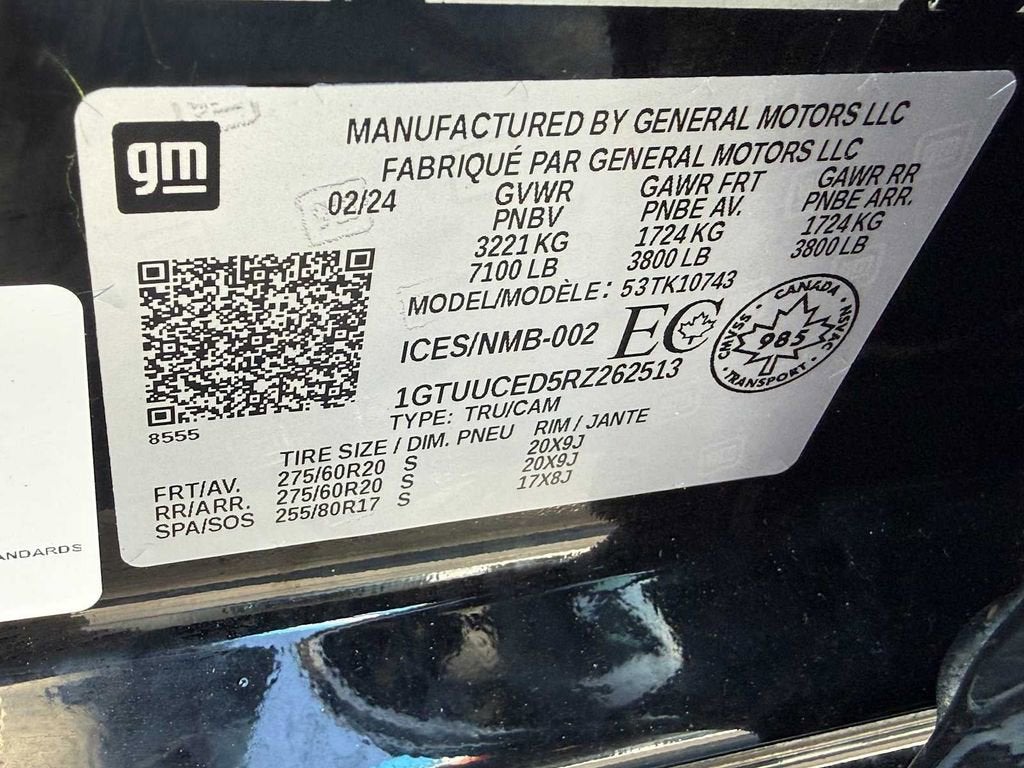 gm
MANUFACTURED BY GENERAL MOTORS LLC
FABRIQUÉ PAR GENERAL MOTORS LLC
02/24
GVWR GAWR FRT GAWR RR
PNBV PNBE AV. PNBE ARR.
3221 KG 1724 KG 1724 KG
7100 LB 3800 LB 3800 LB
MODEL/MODÈLE: 53TK10743
ICES/NMB-002 EC
CANADA
CMVSS 985 NSVAC
TRANSPORT
1GTUUCED5RZ262513
TYPE: TRU/CAM
8555
TIRE SIZE / DIM. PNEU RIM / JANTE
FRT/AV. 275/60R20 S 20X9J
RR/ARR. 275/60R20 S 20X9J
SPA/SOS 255/80R17 S 17X8J
ANDARDS